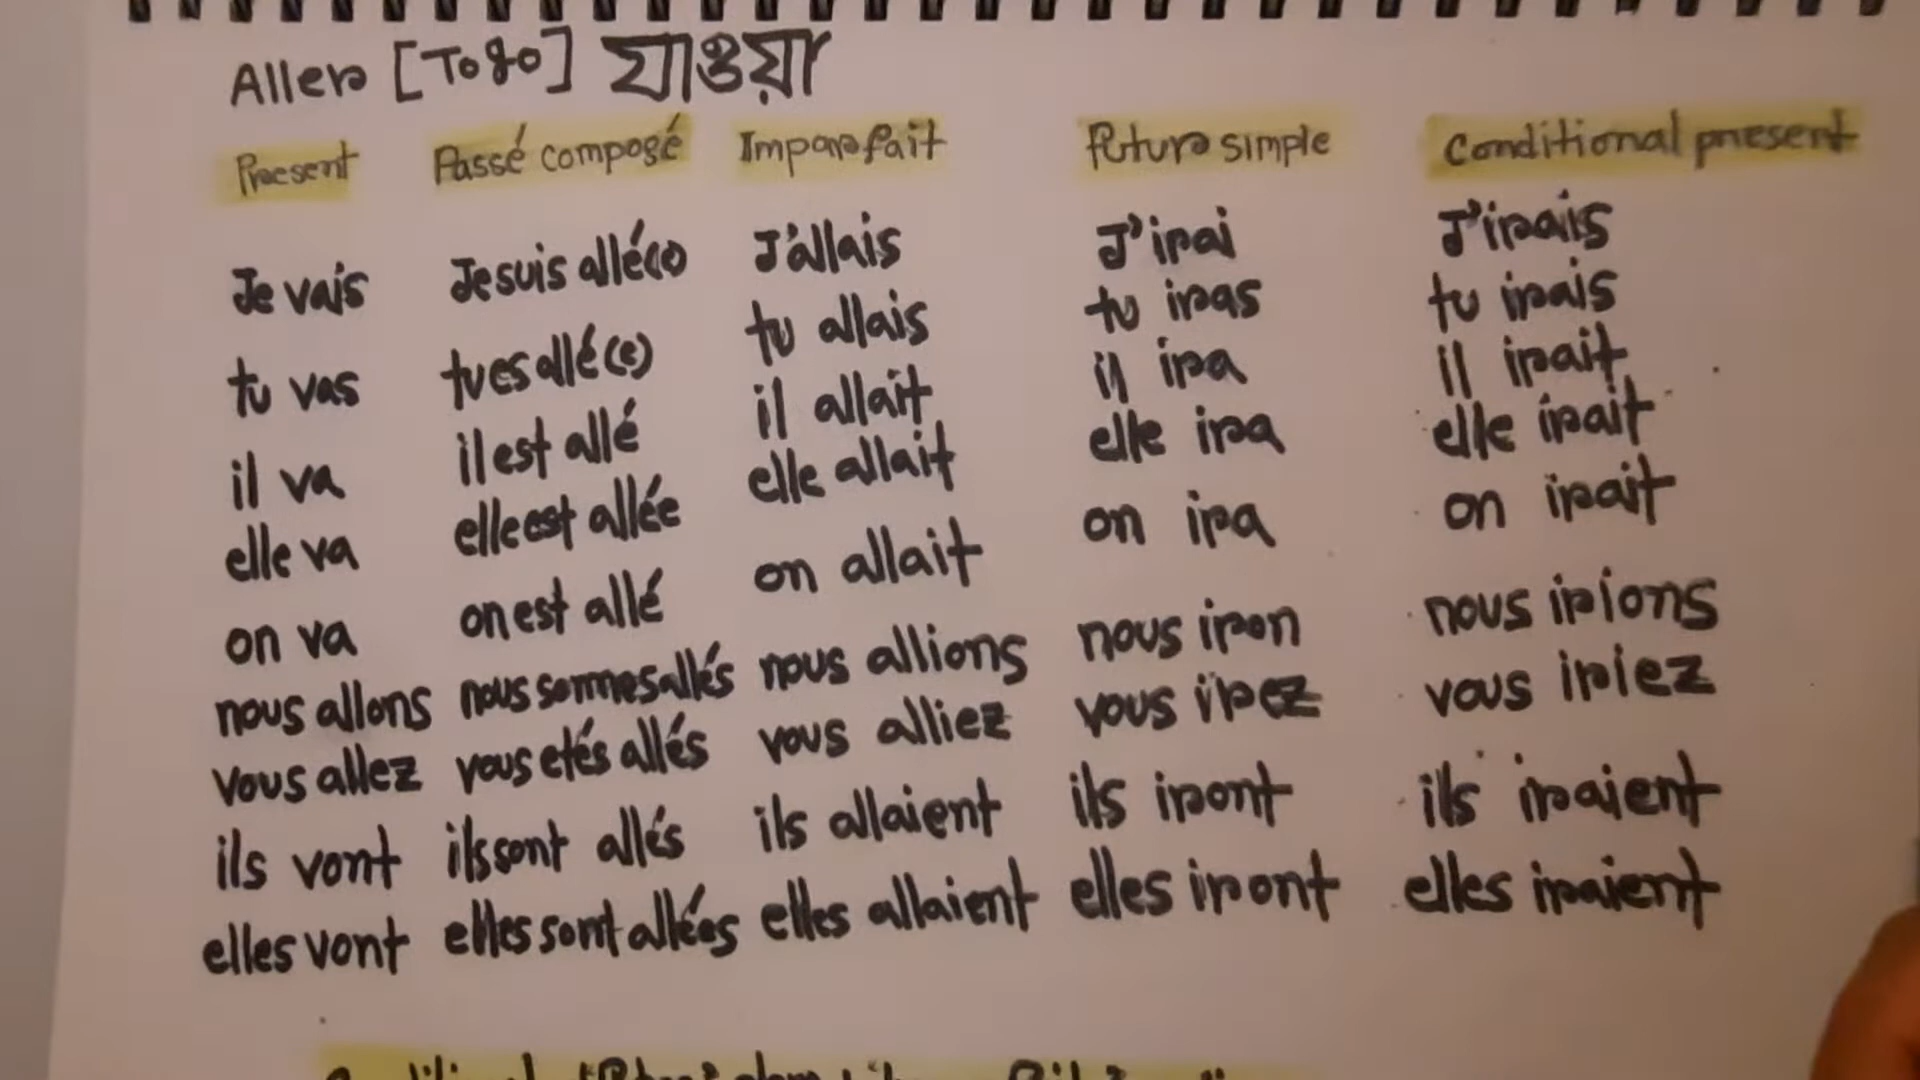 Aller [To go] যাওয়া
Present Passé composé Imparfait Futur simple Conditional present
Je vais Je suis allé(e) J'allais J'irai J'irais
tu vas tu es allé(e) tu allais tu iras tu irais
il va il est allé il allait il ira il irait
elle va elle est allée elle allait elle ira elle irait
on va on est allé on allait on ira on irait
nous allons nous sommes allés nous allions nous iron nous irions
vous allez vous etés allés vous alliez vous irez vous iriez
ils vont ils sont allés ils allaient ils iront ils iraient
elles vont elles sont allées elles allaient elles iront elles iraient